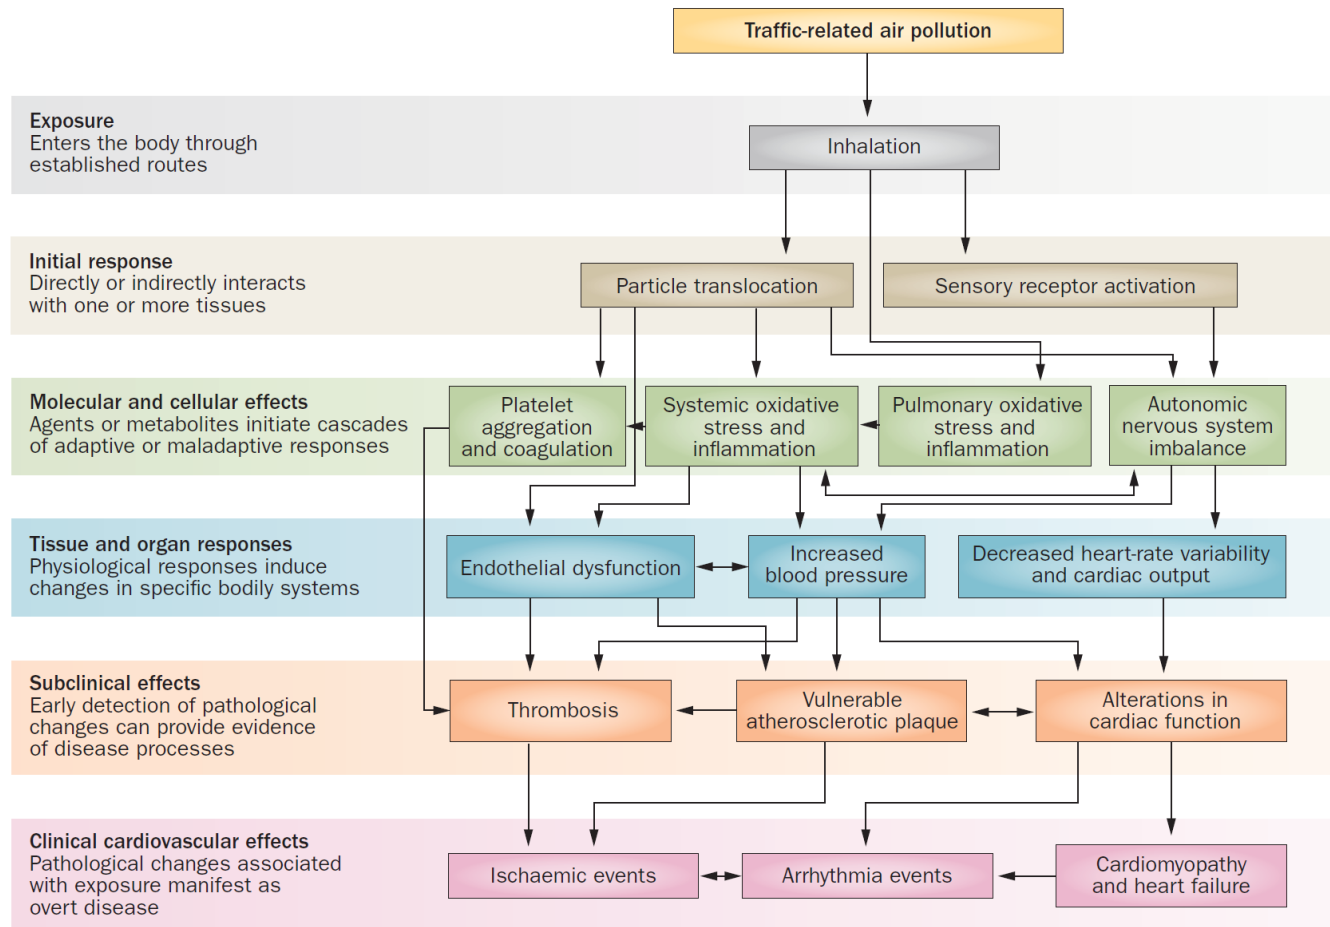 Traffic-related air pollution
Exposure
Enters the body through
established routes
Inhalation
Initial response
Directly or indirectly interacts
with one or more tissues
Particle translocation
Sensory receptor activation
Molecular and cellular effects
Agents or metabolites initiate cascades
of adaptive or maladaptive responses
Platelet
aggregation
and coagulation
Systemic oxidative
stress and
inflammation
Pulmonary oxidative
stress and
inflammation
Autonomic
nervous system
imbalance
Tissue and organ responses
Physiological responses induce
changes in specific bodily systems
Endothelial dysfunction
Increased
blood pressure
Decreased heart-rate variability
and cardiac output
Subclinical effects
Early detection of pathological
changes can provide evidence
of disease processes
Thrombosis
Vulnerable
atherosclerotic plaque
Alterations in
cardiac function
Clinical cardiovascular effects
Pathological changes associated
with exposure manifest as
overt disease
Ischaemic events
Arrhythmia events
Cardiomyopathy
and heart failure